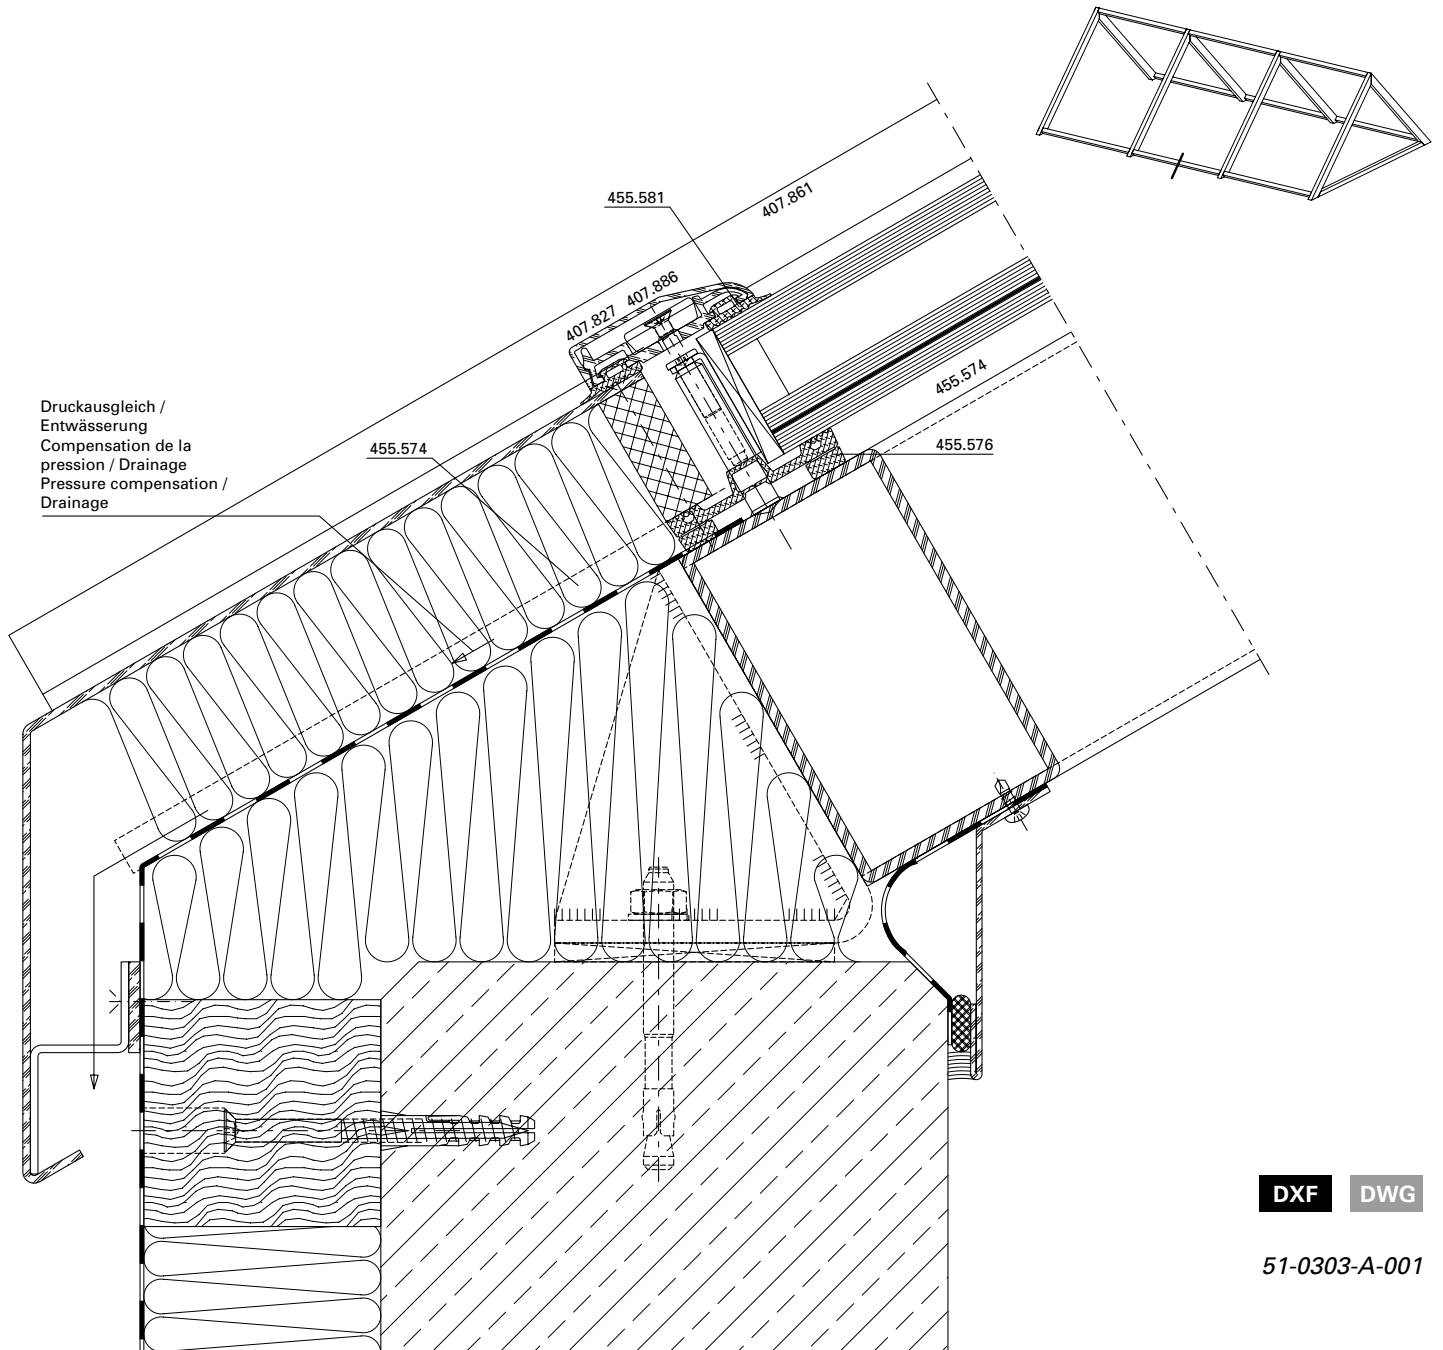 455.581
407.861
407.827
407.886
455.574
455.576
Druckausgleich /
Entwässerung
Compensation de la
pression / Drainage
Pressure compensation /
Drainage
455.574
DXF
DWG
51-0303-A-001